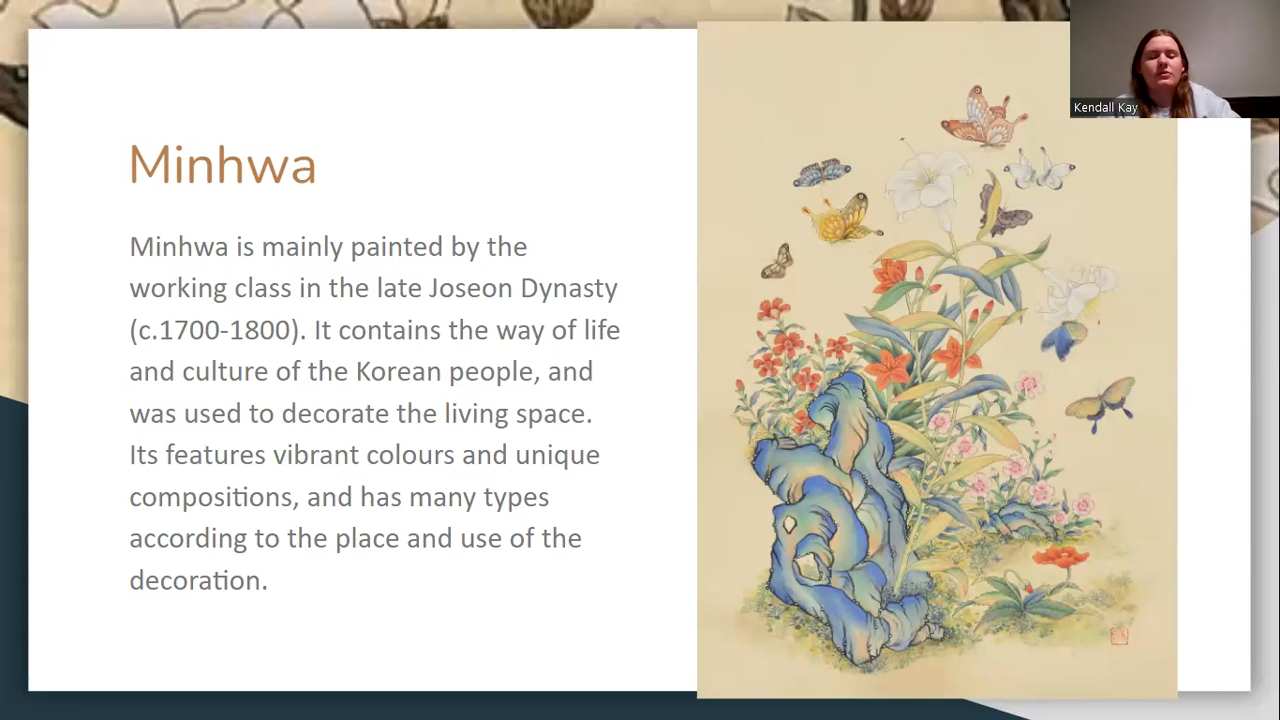 Kendall Kay
Minhwa
Minhwa is mainly painted by the
working class in the late Joseon Dynasty
(c.1700-1800). It contains the way of life
and culture of the Korean people, and
was used to decorate the living space.
Its features vibrant colours and unique
compositions, and has many types
according to the place and use of the
decoration.